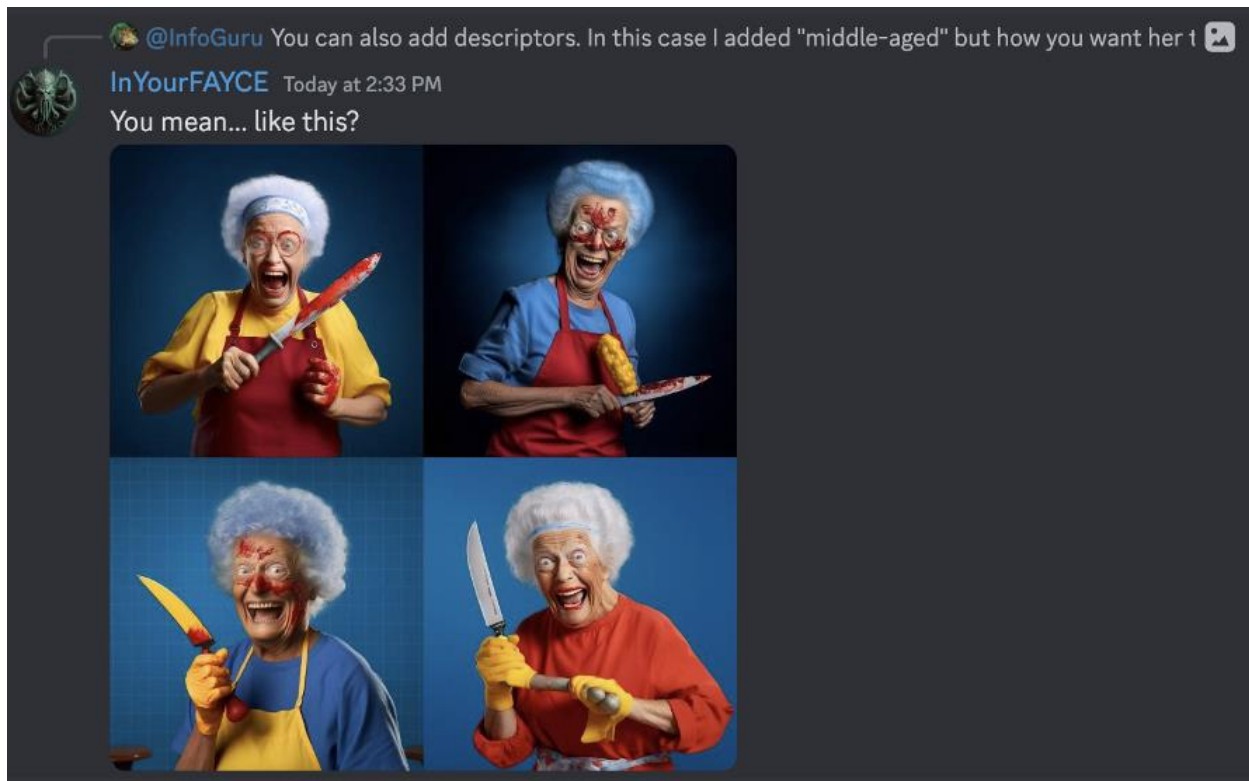 @InfoGuru You can also add descriptors. In this case I added "middle-aged" but how you want her t
InYourFAYCE Today at 2:33 PM
You mean... like this?